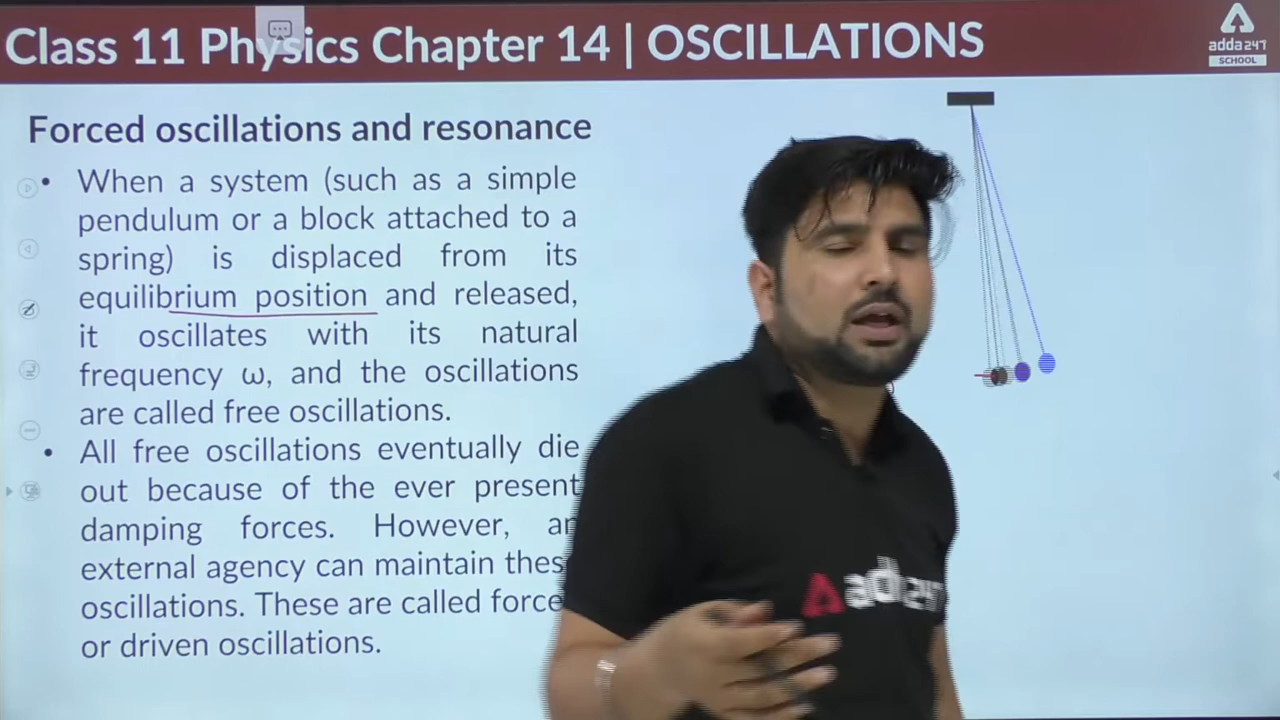 Class 11 Physics Chapter 14 | OSCILLATIONS
adda247
SCHOOL
Forced oscillations and resonance
• When a system (such as a simple
pendulum or a block attached to a
spring) is displaced from its
equilibrium position and released,
it oscillates with its natural
frequency ω, and the oscillations
are called free oscillations.
• All free oscillations eventually die
out because of the ever present
damping forces. However, an
external agency can maintain thes
oscillations. These are called force
or driven oscillations.
adda247